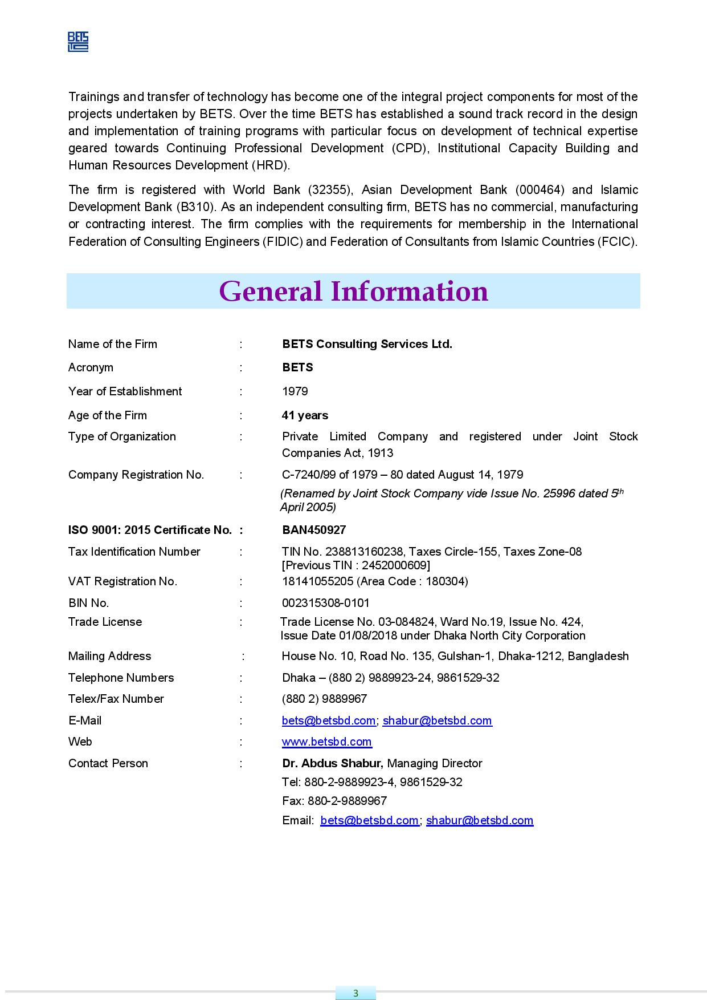 BETS
LTD
Trainings and transfer of technology has become one of the integral project components for most of the
projects undertaken by BETS. Over the time BETS has established a sound track record in the design
and implementation of training programs with particular focus on development of technical expertise
geared towards Continuing Professional Development (CPD), Institutional Capacity Building and
Human Resources Development (HRD).
The firm is registered with World Bank (32355), Asian Development Bank (000464) and Islamic
Development Bank (B310). As an independent consulting firm, BETS has no commercial, manufacturing
or contracting interest. The firm complies with the requirements for membership in the International
Federation of Consulting Engineers (FIDIC) and Federation of Consultants from Islamic Countries (FCIC).
General Information
Name of the Firm : BETS Consulting Services Ltd.
Acronym : BETS
Year of Establishment : 1979
Age of the Firm : 41 years
Type of Organization : Private Limited Company and registered under Joint Stock
Companies Act, 1913
Company Registration No. : C-7240/99 of 1979 – 80 dated August 14, 1979
(Renamed by Joint Stock Company vide Issue No. 25996 dated 5th
April 2005)
ISO 9001: 2015 Certificate No. : BAN450927
Tax Identification Number : TIN No. 238813160238, Taxes Circle-155, Taxes Zone-08
[Previous TIN : 2452000609]
VAT Registration No. : 18141055205 (Area Code : 180304)
BIN No. : 002315308-0101
Trade License : Trade License No. 03-084824, Ward No.19, Issue No. 424,
Issue Date 01/08/2018 under Dhaka North City Corporation
Mailing Address : House No. 10, Road No. 135, Gulshan-1, Dhaka-1212, Bangladesh
Telephone Numbers : Dhaka – (880 2) 9889923-24, 9861529-32
Telex/Fax Number : (880 2) 9889967
E-Mail : bets@betsbd.com; shabur@betsbd.com
Web : www.betsbd.com
Contact Person : Dr. Abdus Shabur, Managing Director
Tel: 880-2-9889923-4, 9861529-32
Fax: 880-2-9889967
Email: bets@betsbd.com; shabur@betsbd.com
3